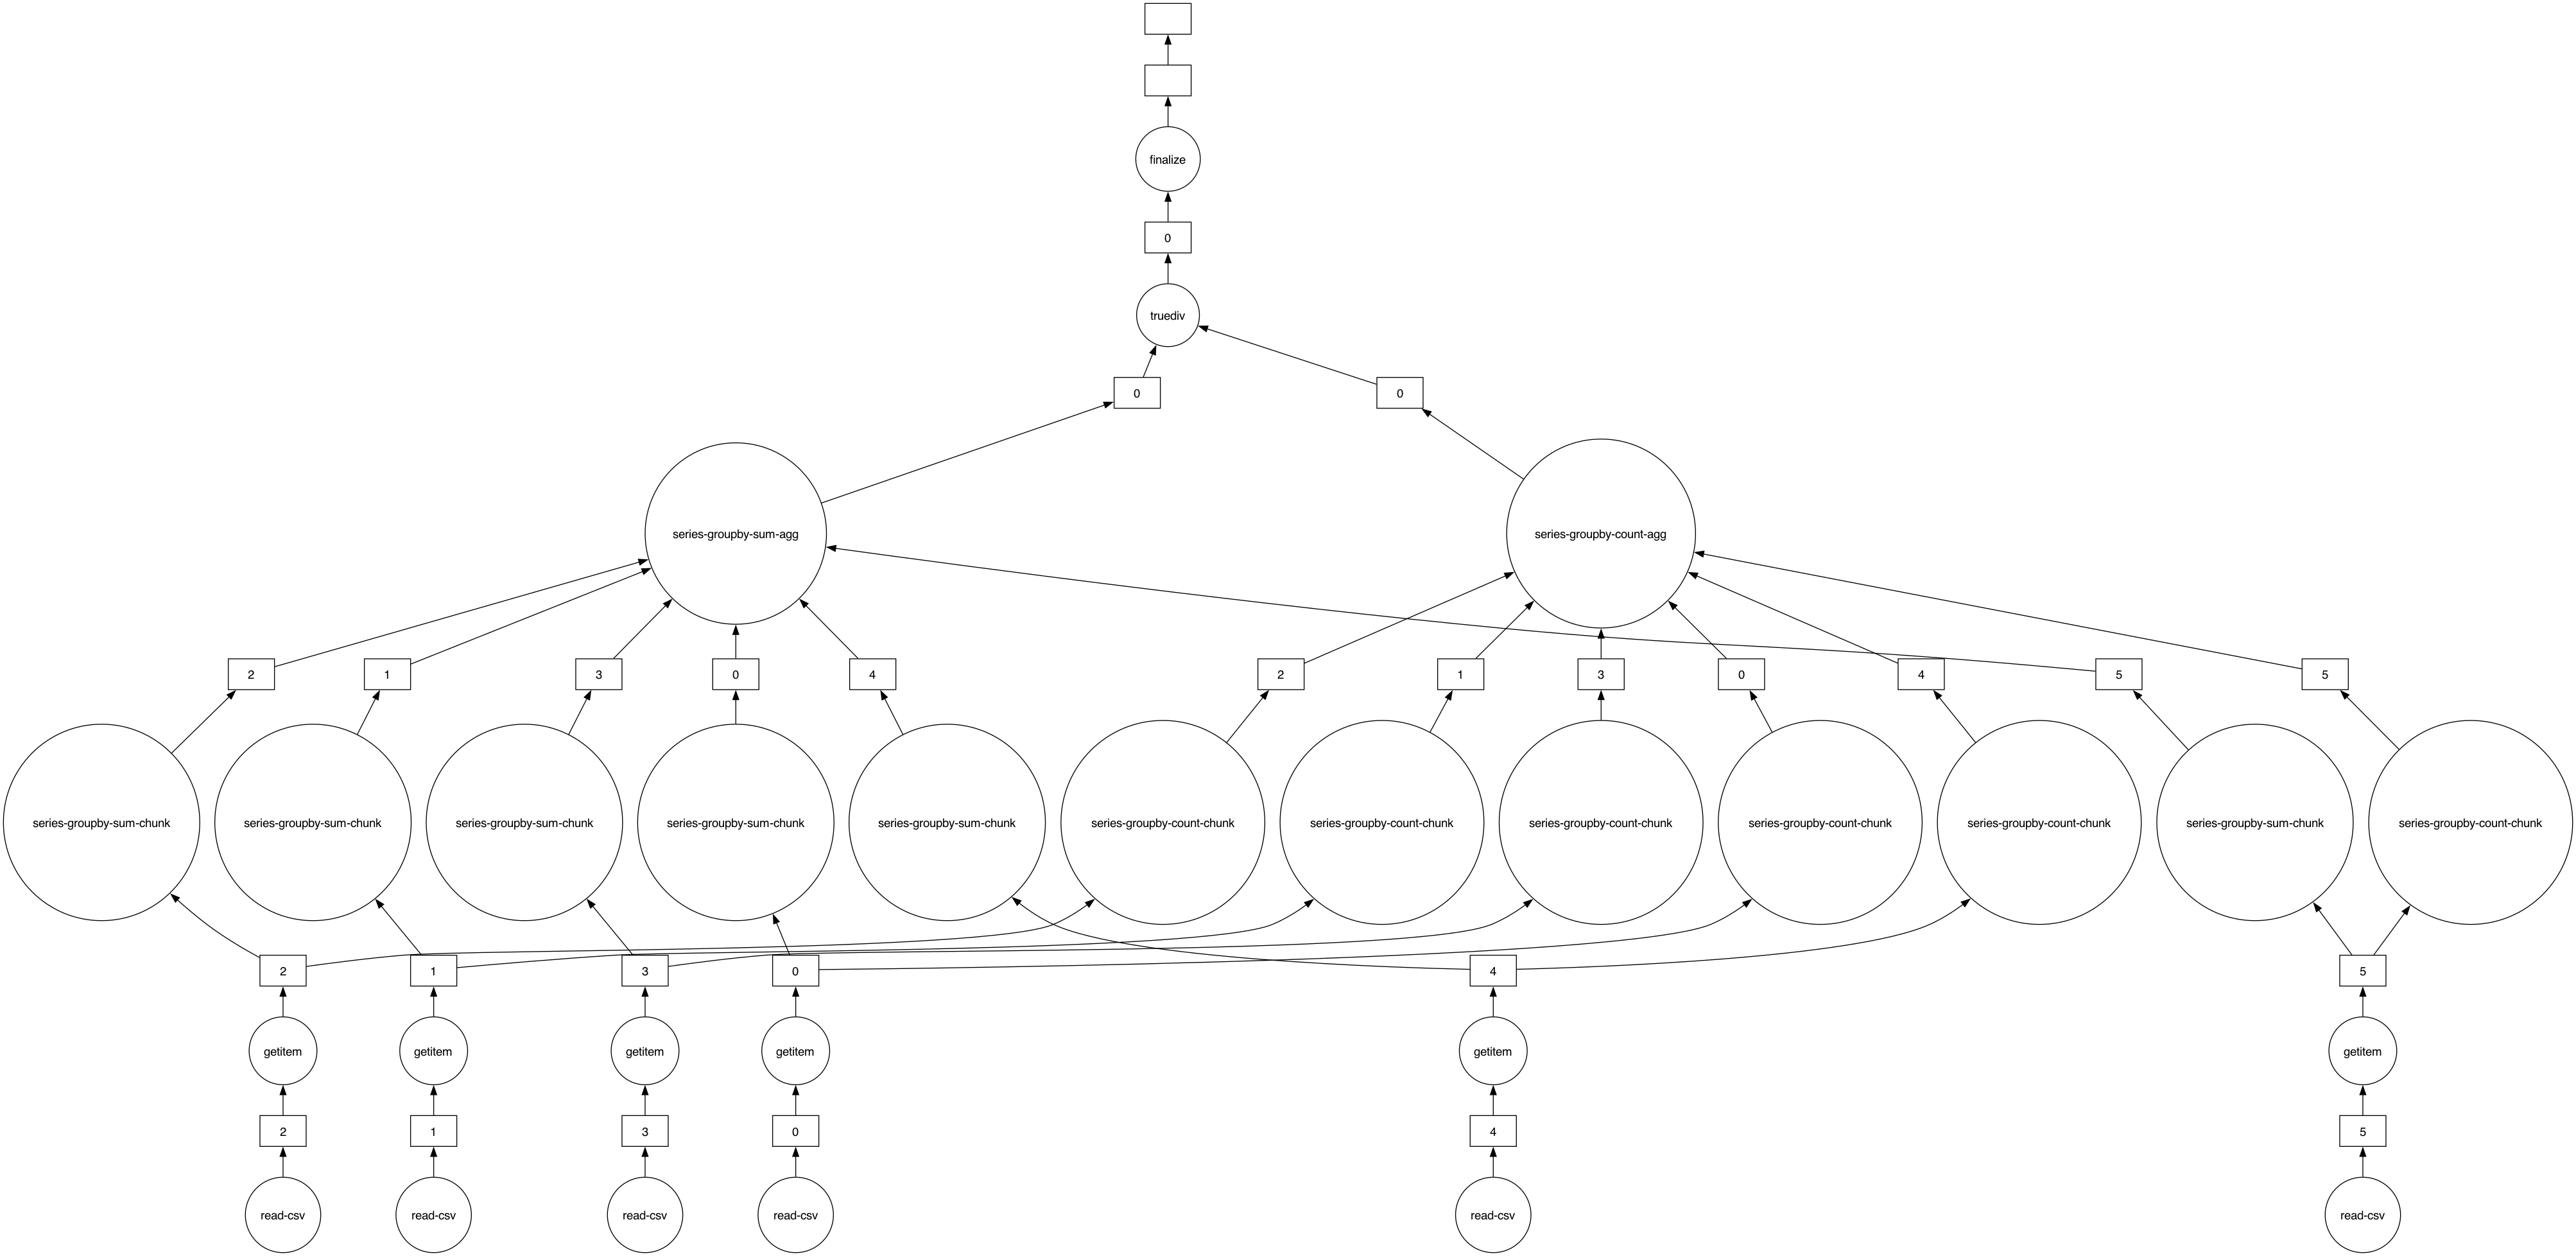 finalize
0
truediv
0 0
series-groupby-sum-agg series-groupby-count-agg
2 1 3 0 4 2 1 3 0 4 5 5
series-groupby-sum-chunk series-groupby-sum-chunk series-groupby-sum-chunk series-groupby-sum-chunk series-groupby-sum-chunk series-groupby-count-chunk series-groupby-count-chunk series-groupby-count-chunk series-groupby-count-chunk series-groupby-count-chunk series-groupby-sum-chunk series-groupby-count-chunk
2 1 3 0 4 5
getitem getitem getitem getitem getitem getitem
2 1 3 0 4 5
read-csv read-csv read-csv read-csv read-csv read-csv